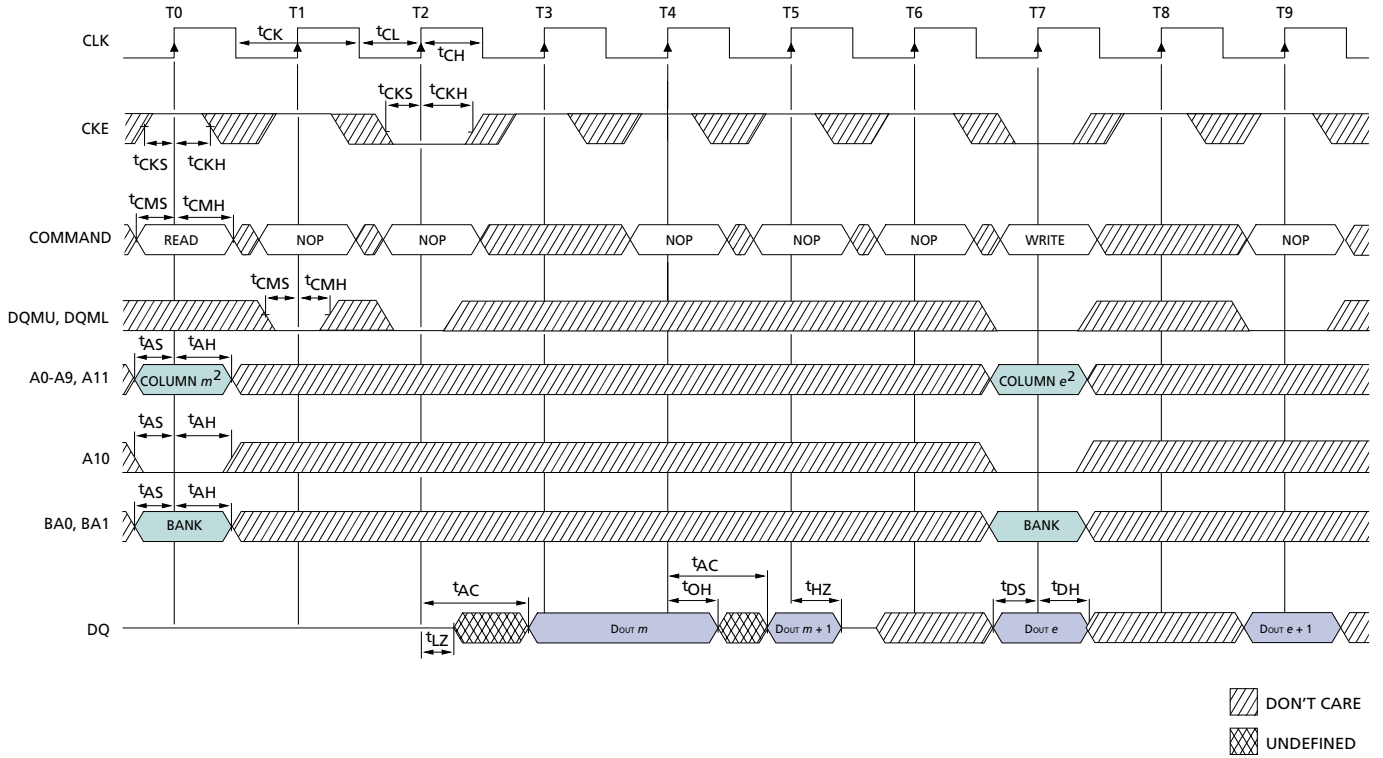 T0 T1 T2 T3 T4 T5 T6 T7 T8 T9
CLK
tCK tCL
tCH
tCKS tCKH
CKE
tCKS tCKH
tCMS tCMH
COMMAND READ NOP NOP NOP NOP NOP WRITE NOP
tCMS tCMH
DQMU, DQML
tAS tAH
A0-A9, A11 COLUMN m2 COLUMN e2
tAS tAH
A10
tAS tAH
BA0, BA1 BANK BANK
tAC
tAC tOH tHZ tDS tDH
DQ DOUT m DOUT m + 1 DOUT e DOUT e + 1
tLZ
DON'T CARE
UNDEFINED